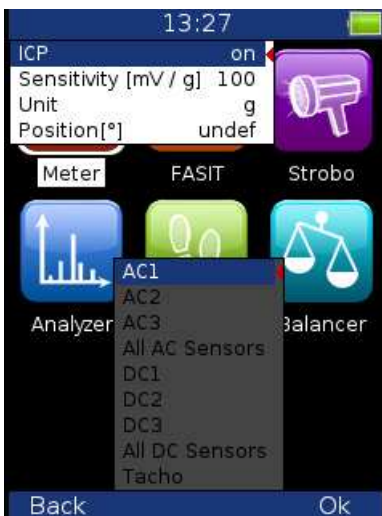 13:27
ICP on
Sensitivity [mV / g] 100
Unit g
Position[°] undef
Meter FASIT Strobo
AC1
AC2
Analyzer AC3 Balancer
All AC Sensors
DC1
DC2
DC3
All DC Sensors
Tacho
Back Ok